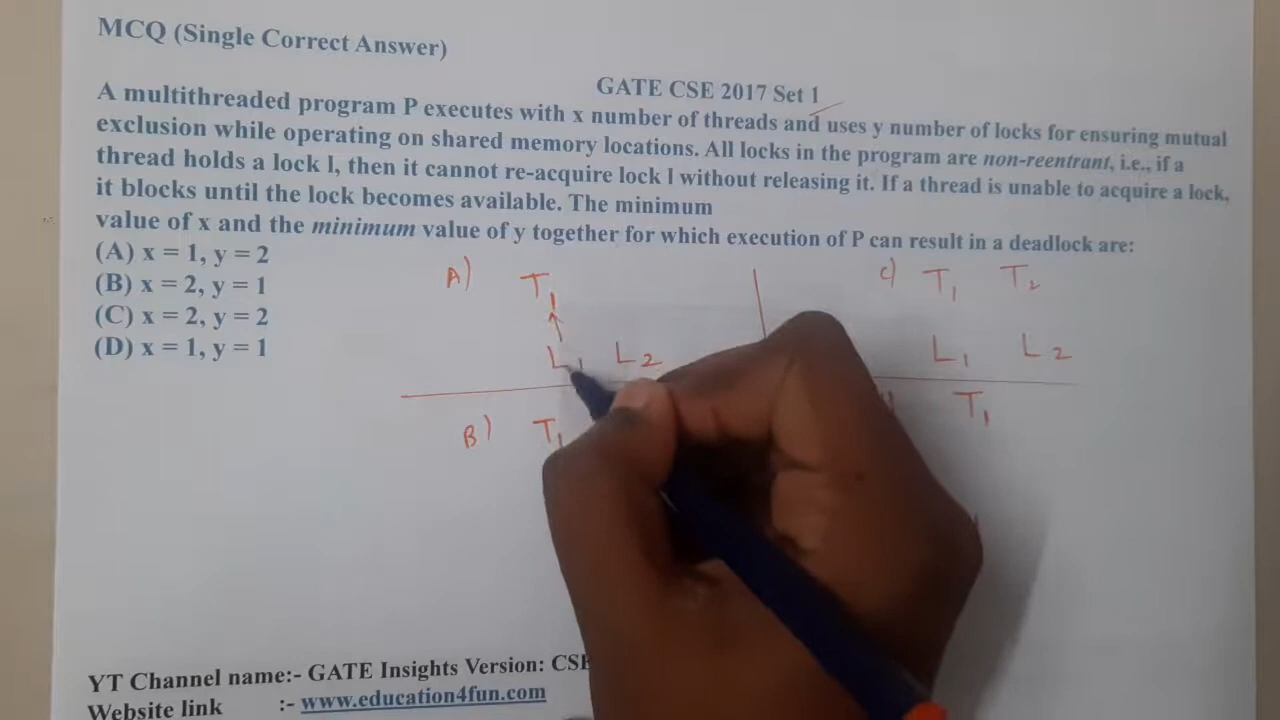 MCQ (Single Correct Answer)
GATE CSE 2017 Set 1
A multithreaded program P executes with x number of threads and uses y number of locks for ensuring mutual
exclusion while operating on shared memory locations. All locks in the program are non-reentrant, i.e., if a
thread holds a lock l, then it cannot re-acquire lock l without releasing it. If a thread is unable to acquire a lock,
it blocks until the lock becomes available. The minimum
value of x and the minimum value of y together for which execution of P can result in a deadlock are:
(A) x = 1, y = 2
(B) x = 2, y = 1
(C) x = 2, y = 2
(D) x = 1, y = 1
A) T1
L1 L2
B) T1
C) T1 T2
L1 L2
T1
YT Channel name:- GATE Insights Version: CSE
Website link :- www.education4fun.com